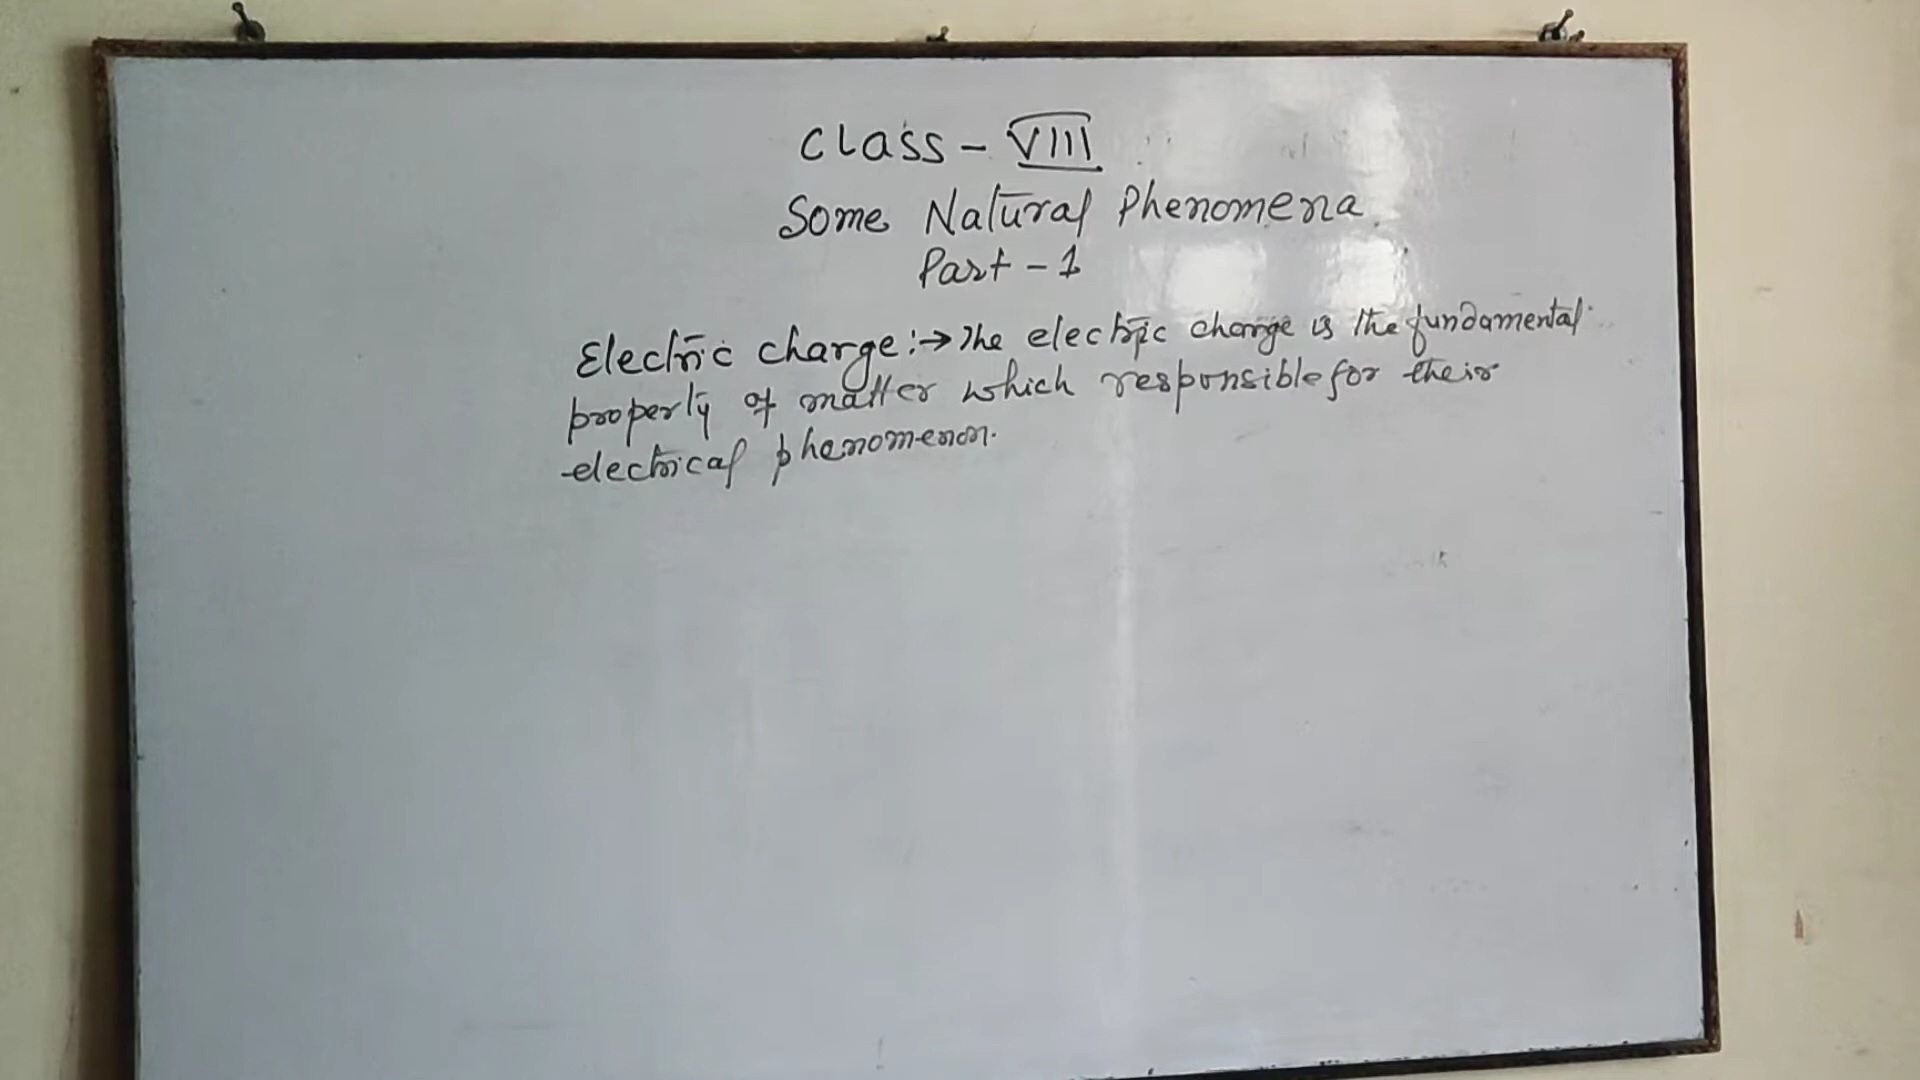 Class - VIII
Some Natural Phenomena
Part - 1
Electric charge :→ The electric charge is the fundamental
property of matter which responsible for their
electrical phenomenon.